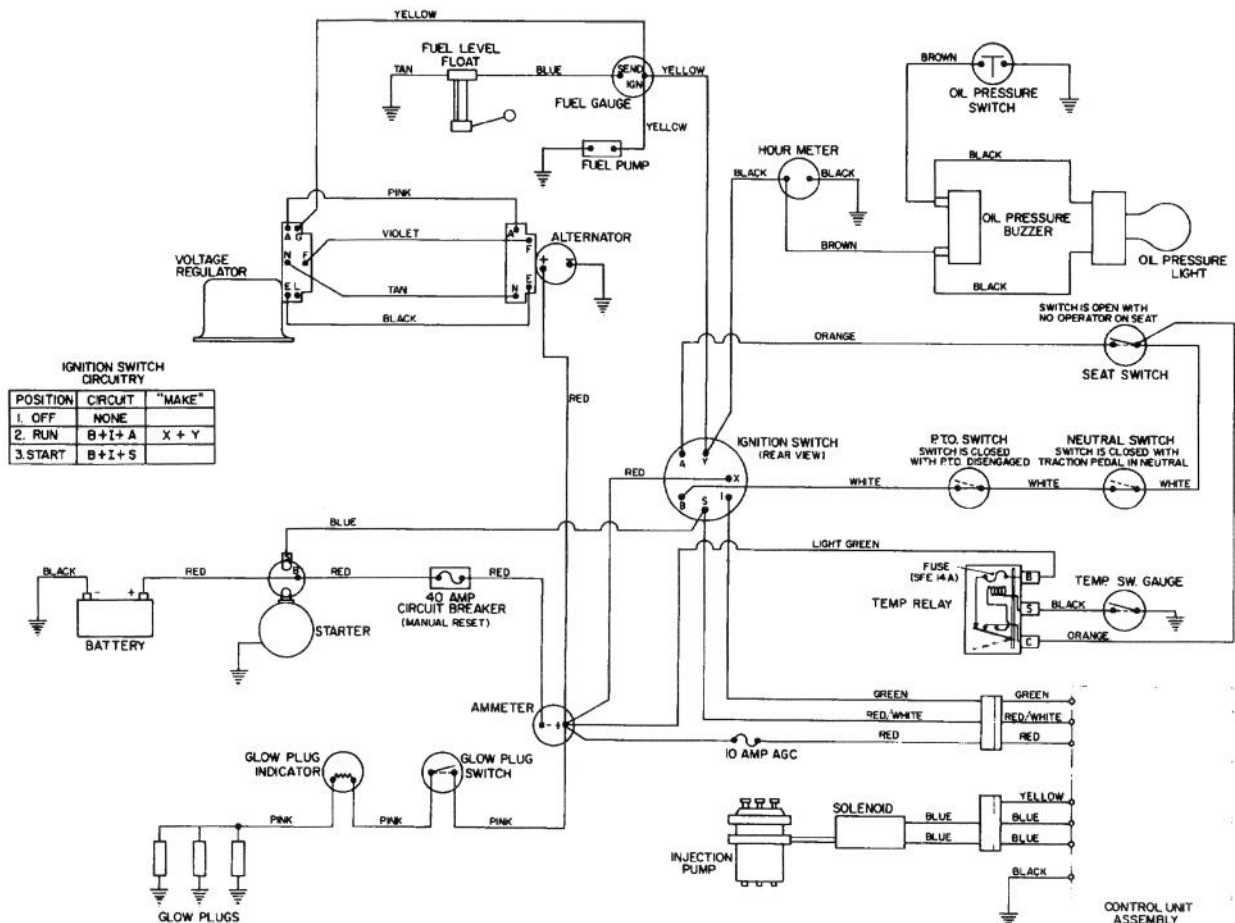 YELLOW
FUEL LEVEL
FLOAT
TAN
BLUE
SEND
IGN
YELLOW
FUEL GAUGE
YELLOW
FUEL PUMP
BROWN
OIL PRESSURE
SWITCH
HOUR METER
BLACK
BLACK
BLACK
BROWN
OIL PRESSURE
BUZZER
BLACK
OIL PRESSURE
LIGHT
PINK
A G
N F
E L
VIOLET
TAN
BLACK
A
F
E
N
+
-
ALTERNATOR
VOLTAGE
REGULATOR
RED
SWITCH IS OPEN WITH
NO OPERATOR ON SEAT
ORANGE
SEAT SWITCH
IGNITION SWITCH
CIRCUITRY
POSITION CIRCUIT "MAKE"
1. OFF NONE
2. RUN B+I+A X + Y
3. START B+I+S
A Y
X
B S I
IGNITION SWITCH
(REAR VIEW)
RED
P.T.O. SWITCH
SWITCH IS CLOSED
WITH P.T.O. DISENGAGED
NEUTRAL SWITCH
SWITCH IS CLOSED WITH
TRACTION PEDAL IN NEUTRAL
WHITE
WHITE
WHITE
BLUE
LIGHT GREEN
BLACK
- +
BATTERY
RED
S
B
STARTER
RED
40 AMP
CIRCUIT BREAKER
(MANUAL RESET)
RED
FUSE
(SFE 14A)
TEMP RELAY
B
S
C
BLACK
TEMP. SW. GAUGE
ORANGE
AMMETER
- +
GREEN
GREEN
RED/WHITE
RED/WHITE
RED
RED
10 AMP AGC
GLOW PLUG
INDICATOR
GLOW PLUG
SWITCH
PINK
PINK
PINK
GLOW PLUGS
INJECTION
PUMP
SOLENOID
BLUE
BLUE
YELLOW
BLUE
BLUE
BLACK
CONTROL UNIT
ASSEMBLY